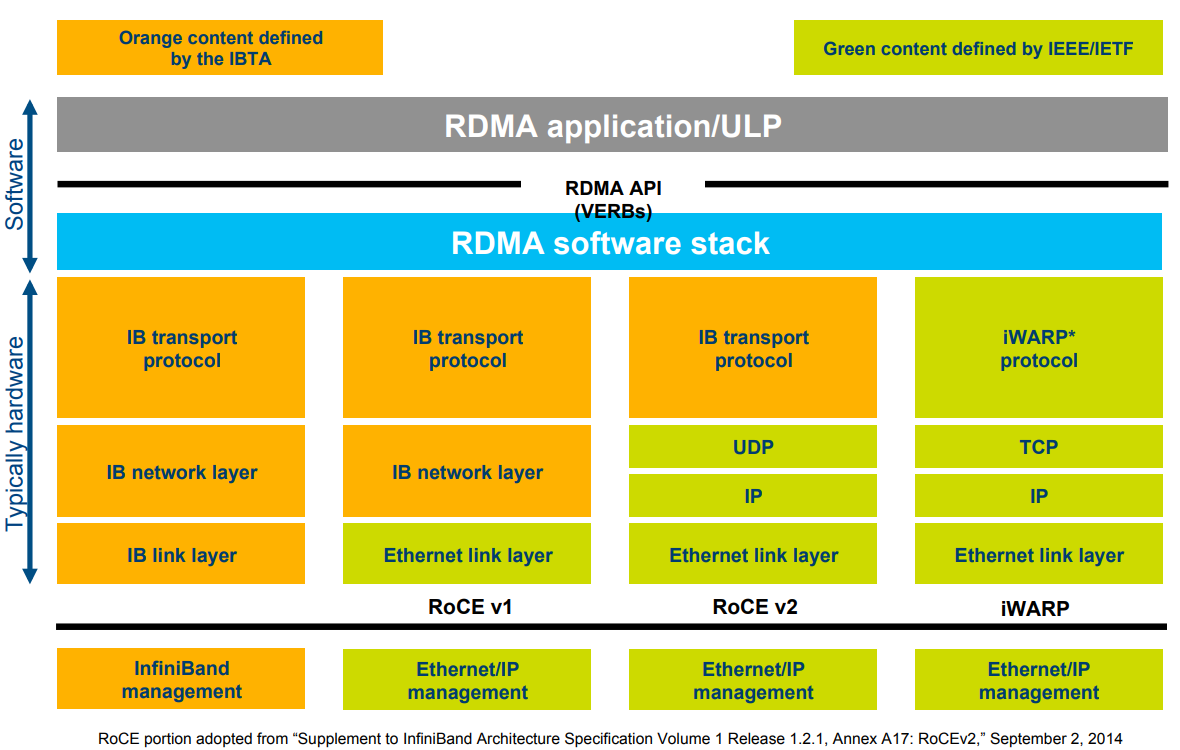 Orange content defined
by the IBTA
Green content defined by IEEE/IETF
Software
RDMA application/ULP
RDMA API
(VERBs)
RDMA software stack
Typically hardware
IB transport
protocol
IB transport
protocol
IB transport
protocol
iWARP*
protocol
IB network layer
IB network layer
UDP
TCP
IP
IP
IB link layer
Ethernet link layer
Ethernet link layer
Ethernet link layer
RoCE v1
RoCE v2
iWARP
InfiniBand
management
Ethernet/IP
management
Ethernet/IP
management
Ethernet/IP
management
RoCE portion adopted from “Supplement to InfiniBand Architecture Specification Volume 1 Release 1.2.1, Annex A17: RoCEv2,” September 2, 2014